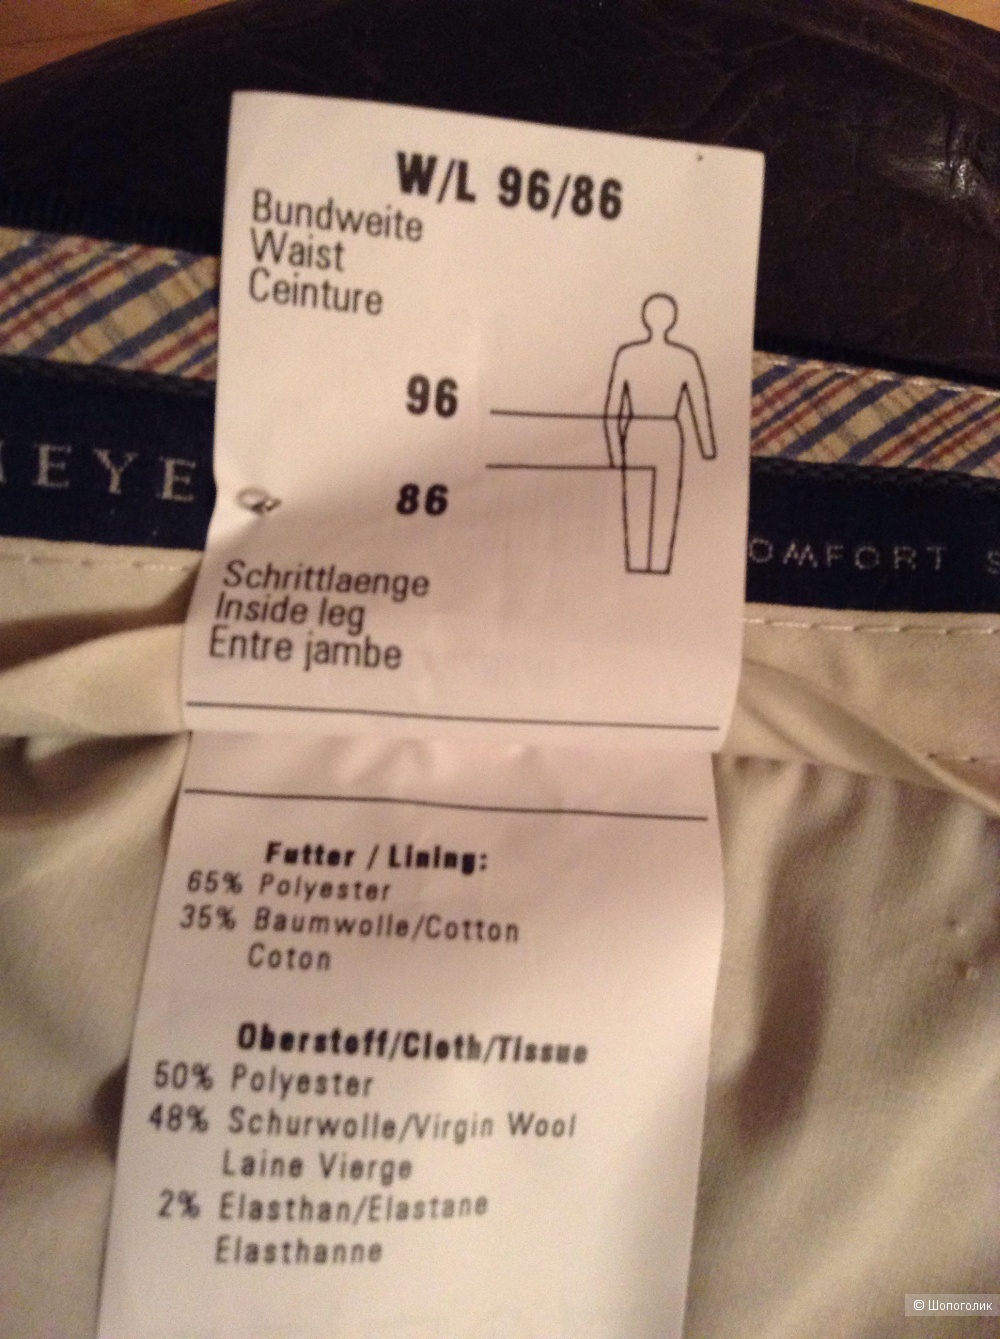 W/L 96/86
Bundweite
Waist
Ceinture
96
86
Schrittlaenge
Inside leg
Entre jambe
EYE
OMFORT S
Futter / Lining:
65% Polyester
35% Baumwolle/Cotton
Coton
Oberstoff/Cloth/Tissue
50% Polyester
48% Schurwolle/Virgin Wool
Laine Vierge
2% Elasthan/Elastane
Elasthanne
© Шопоголик